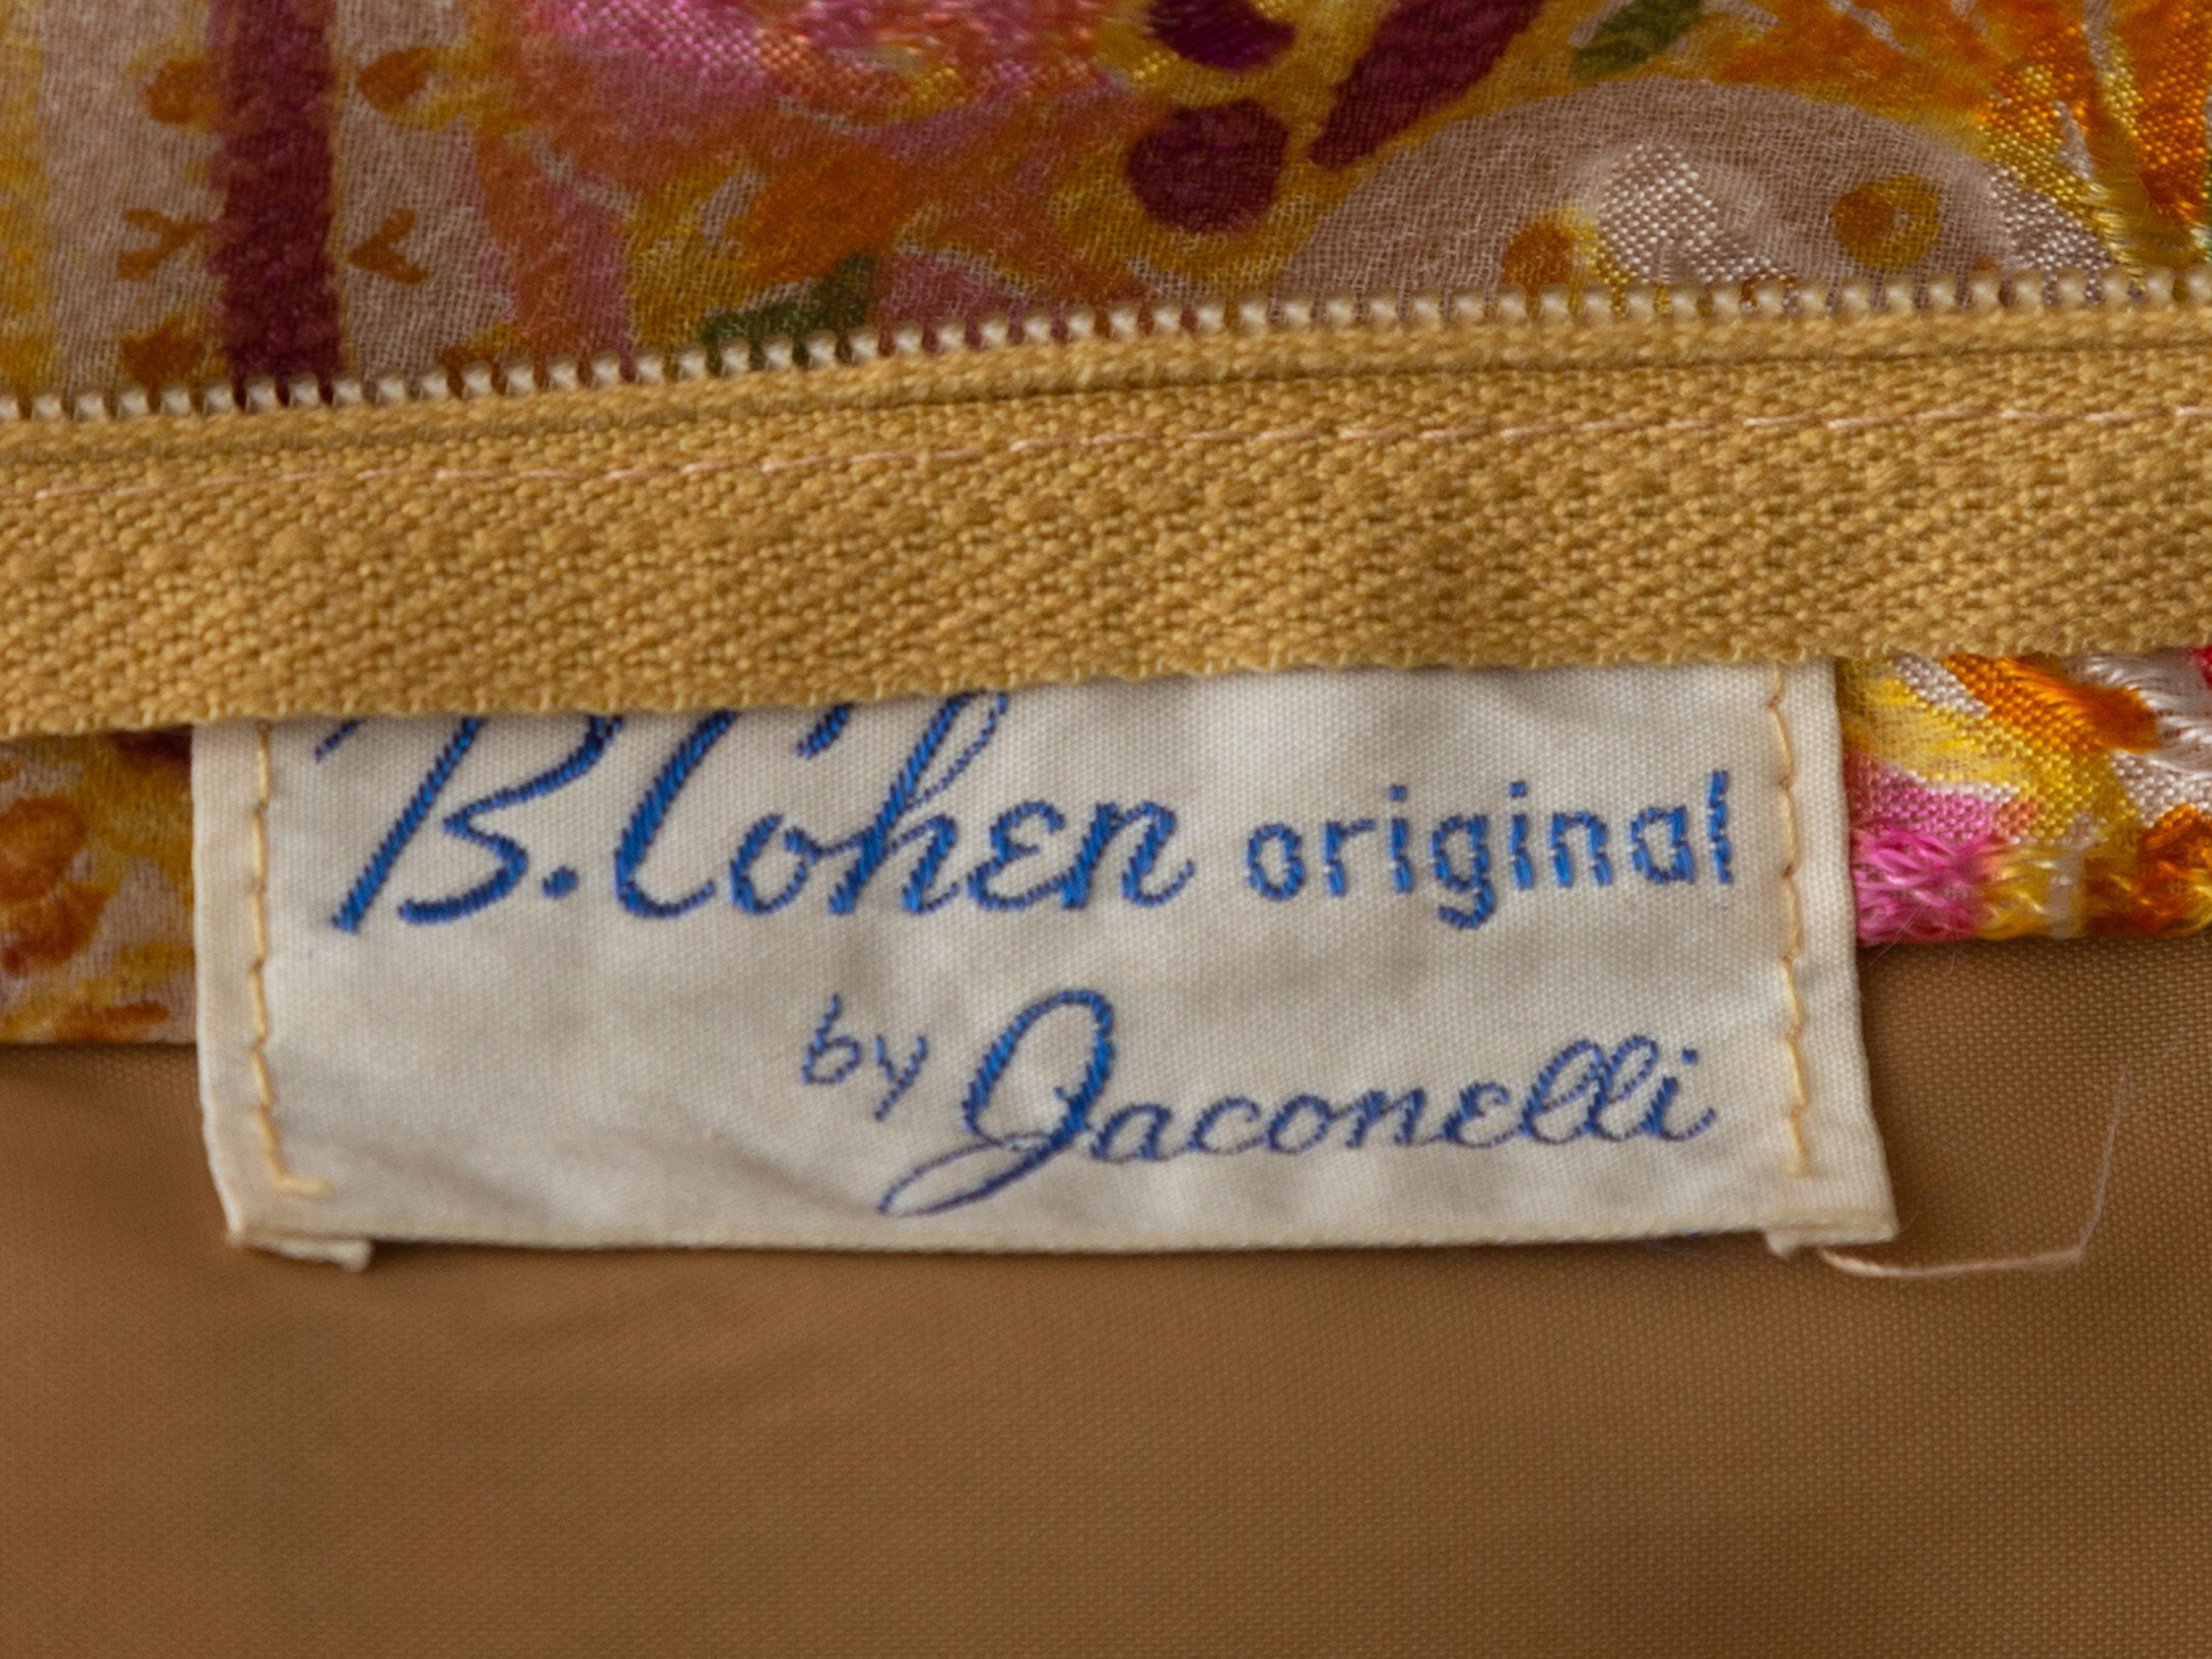 B. Cohen original
by Jaconelli